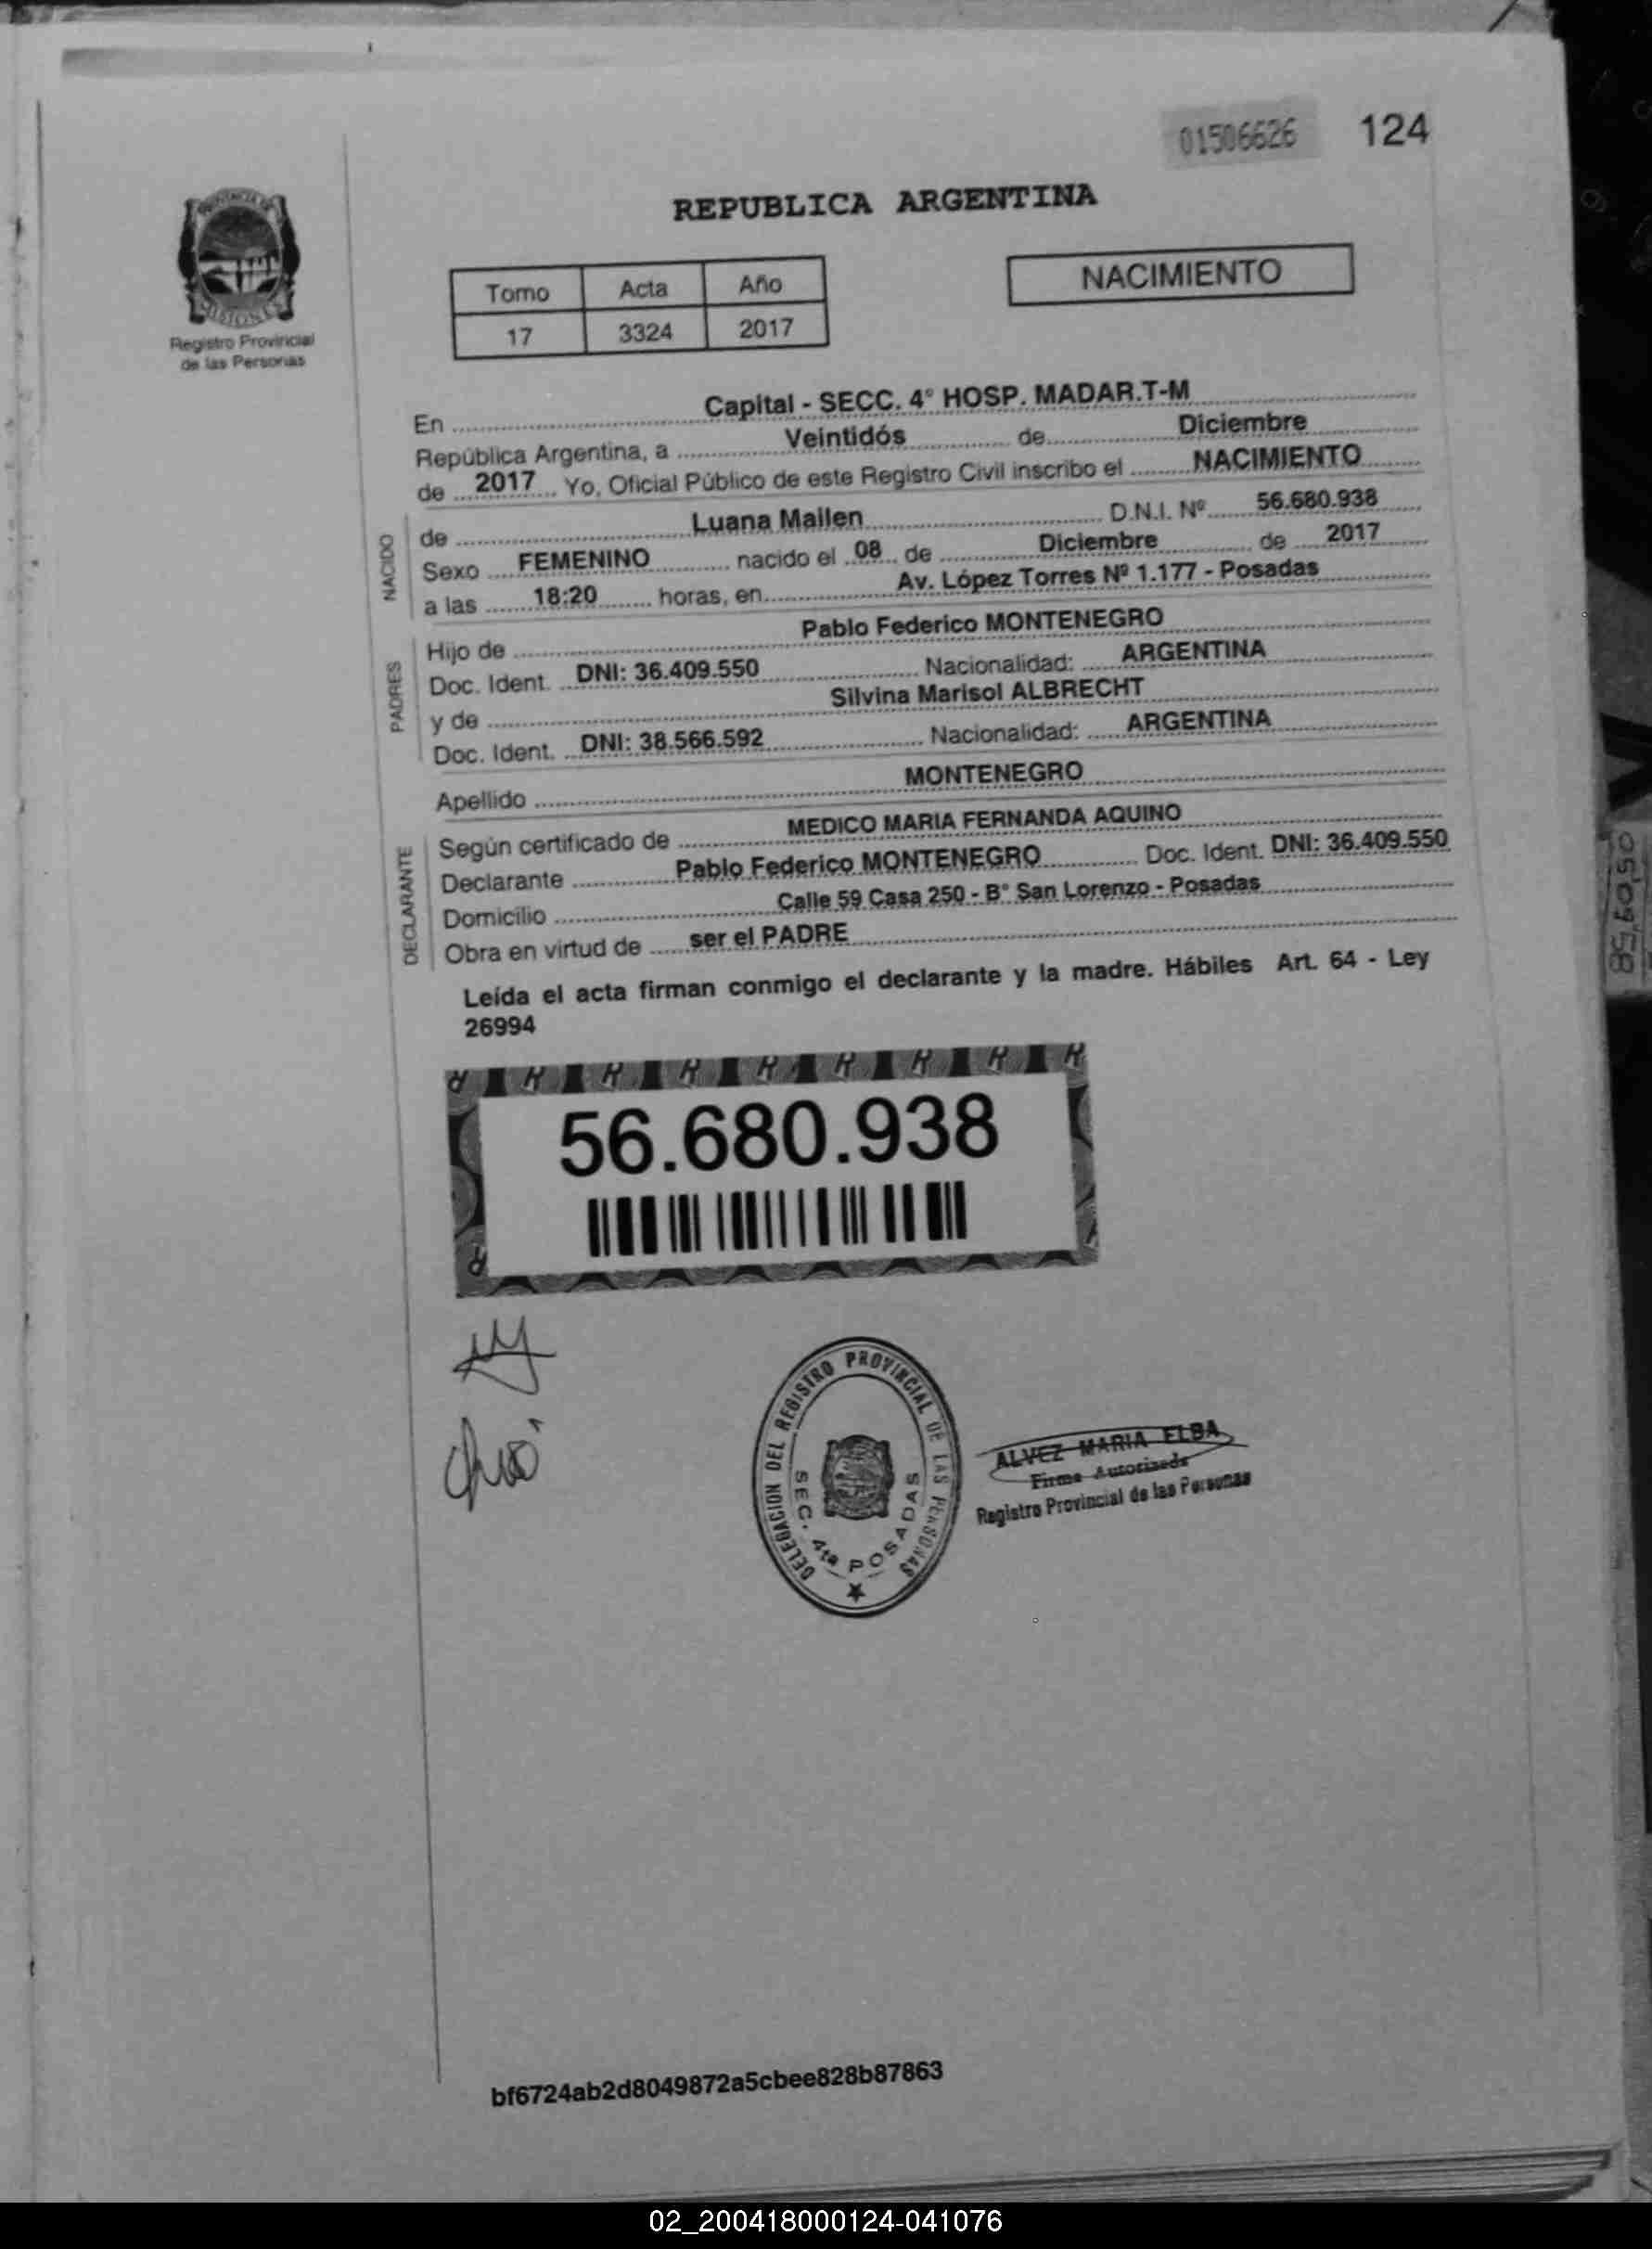 01506626 124
REPUBLICA ARGENTINA
PROVINCIA DE
MISIONES
Registro Provincial
de las Personas
Tomo Acta Año
17 3324 2017
NACIMIENTO
En Capital - SECC. 4° HOSP. MADAR.T-M
República Argentina, a Veintidós de Diciembre
de 2017 Yo, Oficial Público de este Registro Civil inscribo el NACIMIENTO
NACIDO
de Luana Mailen D.N.I. Nº 56.680.938
Sexo FEMENINO nacido el 08 de Diciembre de 2017
a las 18:20 horas, en Av. López Torres Nº 1.177 - Posadas
PADRES
Hijo de Pablo Federico MONTENEGRO
Doc. Ident. DNI: 36.409.550 Nacionalidad: ARGENTINA
y de Silvina Marisol ALBRECHT
Doc. Ident. DNI: 38.566.592 Nacionalidad: ARGENTINA
Apellido MONTENEGRO
DECLARANTE
Según certificado de MEDICO MARIA FERNANDA AQUINO
Declarante Pablo Federico MONTENEGRO Doc. Ident. DNI: 36.409.550
Domicilio Calle 59 Casa 250 - B° San Lorenzo - Posadas
Obra en virtud de ser el PADRE
Leída el acta firman conmigo el declarante y la madre. Hábiles Art. 64 - Ley
26994
56.680.938
DELEGACION DEL REGISTRO PROVINCIAL DE LAS PERSONAS
SEC. 4ta POSADAS
ALVEZ MARIA ELBA
Firma Autorizada
Registro Provincial de las Personas
bf6724ab2d8049872a5cbee828b87863
02_200418000124-041076